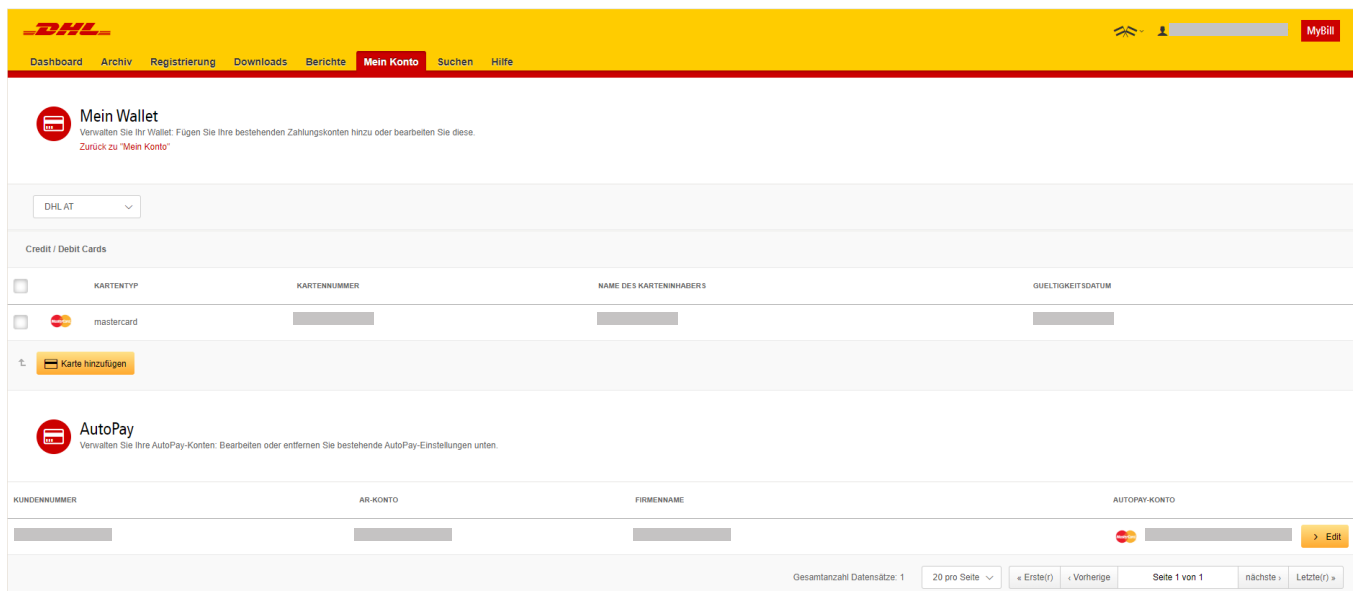 DHL
MyBill
Dashboard Archiv Registrierung Downloads Berichte Mein Konto Suchen Hilfe
Mein Wallet
Verwalten Sie Ihr Wallet: Fügen Sie Ihre bestehenden Zahlungskonten hinzu oder bearbeiten Sie diese.
Zurück zu "Mein Konto"
DHL AT
Credit / Debit Cards
KARTENTYP KARTENNUMMER NAME DES KARTENINHABERS GUELTIGKEITSDATUM
mastercard
Karte hinzufügen
AutoPay
Verwalten Sie Ihre AutoPay-Konten: Bearbeiten oder entfernen Sie bestehende AutoPay-Einstellungen unten.
KUNDENNUMMER AR-KONTO FIRMENNAME AUTOPAY-KONTO
> Edit
Gesamtanzahl Datensätze: 1 20 pro Seite « Erste(r) ‹ Vorherige Seite 1 von 1 nächste › Letzte(r) »